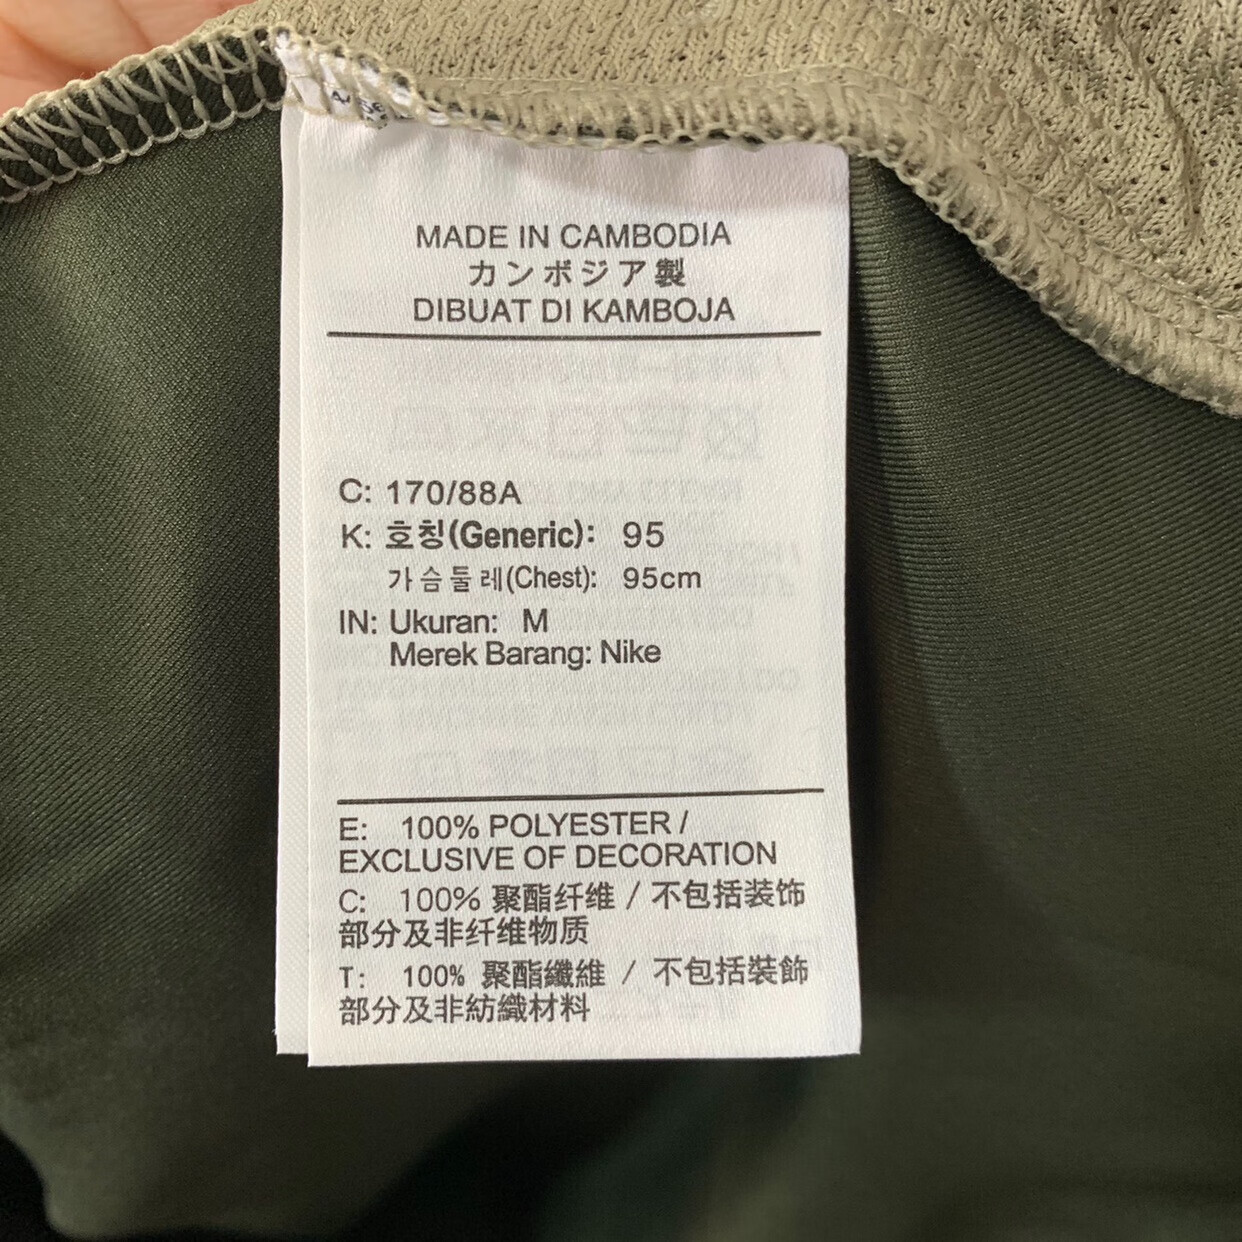 MADE IN CAMBODIA
カンボジア製
DIBUAT DI KAMBOJA
C: 170/88A
K: 호칭(Generic): 95
가슴둘레(Chest): 95cm
IN: Ukuran: M
Merek Barang: Nike
E: 100% POLYESTER /
EXCLUSIVE OF DECORATION
C: 100% 聚酯纤维 / 不包括装饰
部分及非纤维物质
T: 100% 聚酯纖維 / 不包括裝飾
部分及非紡織材料